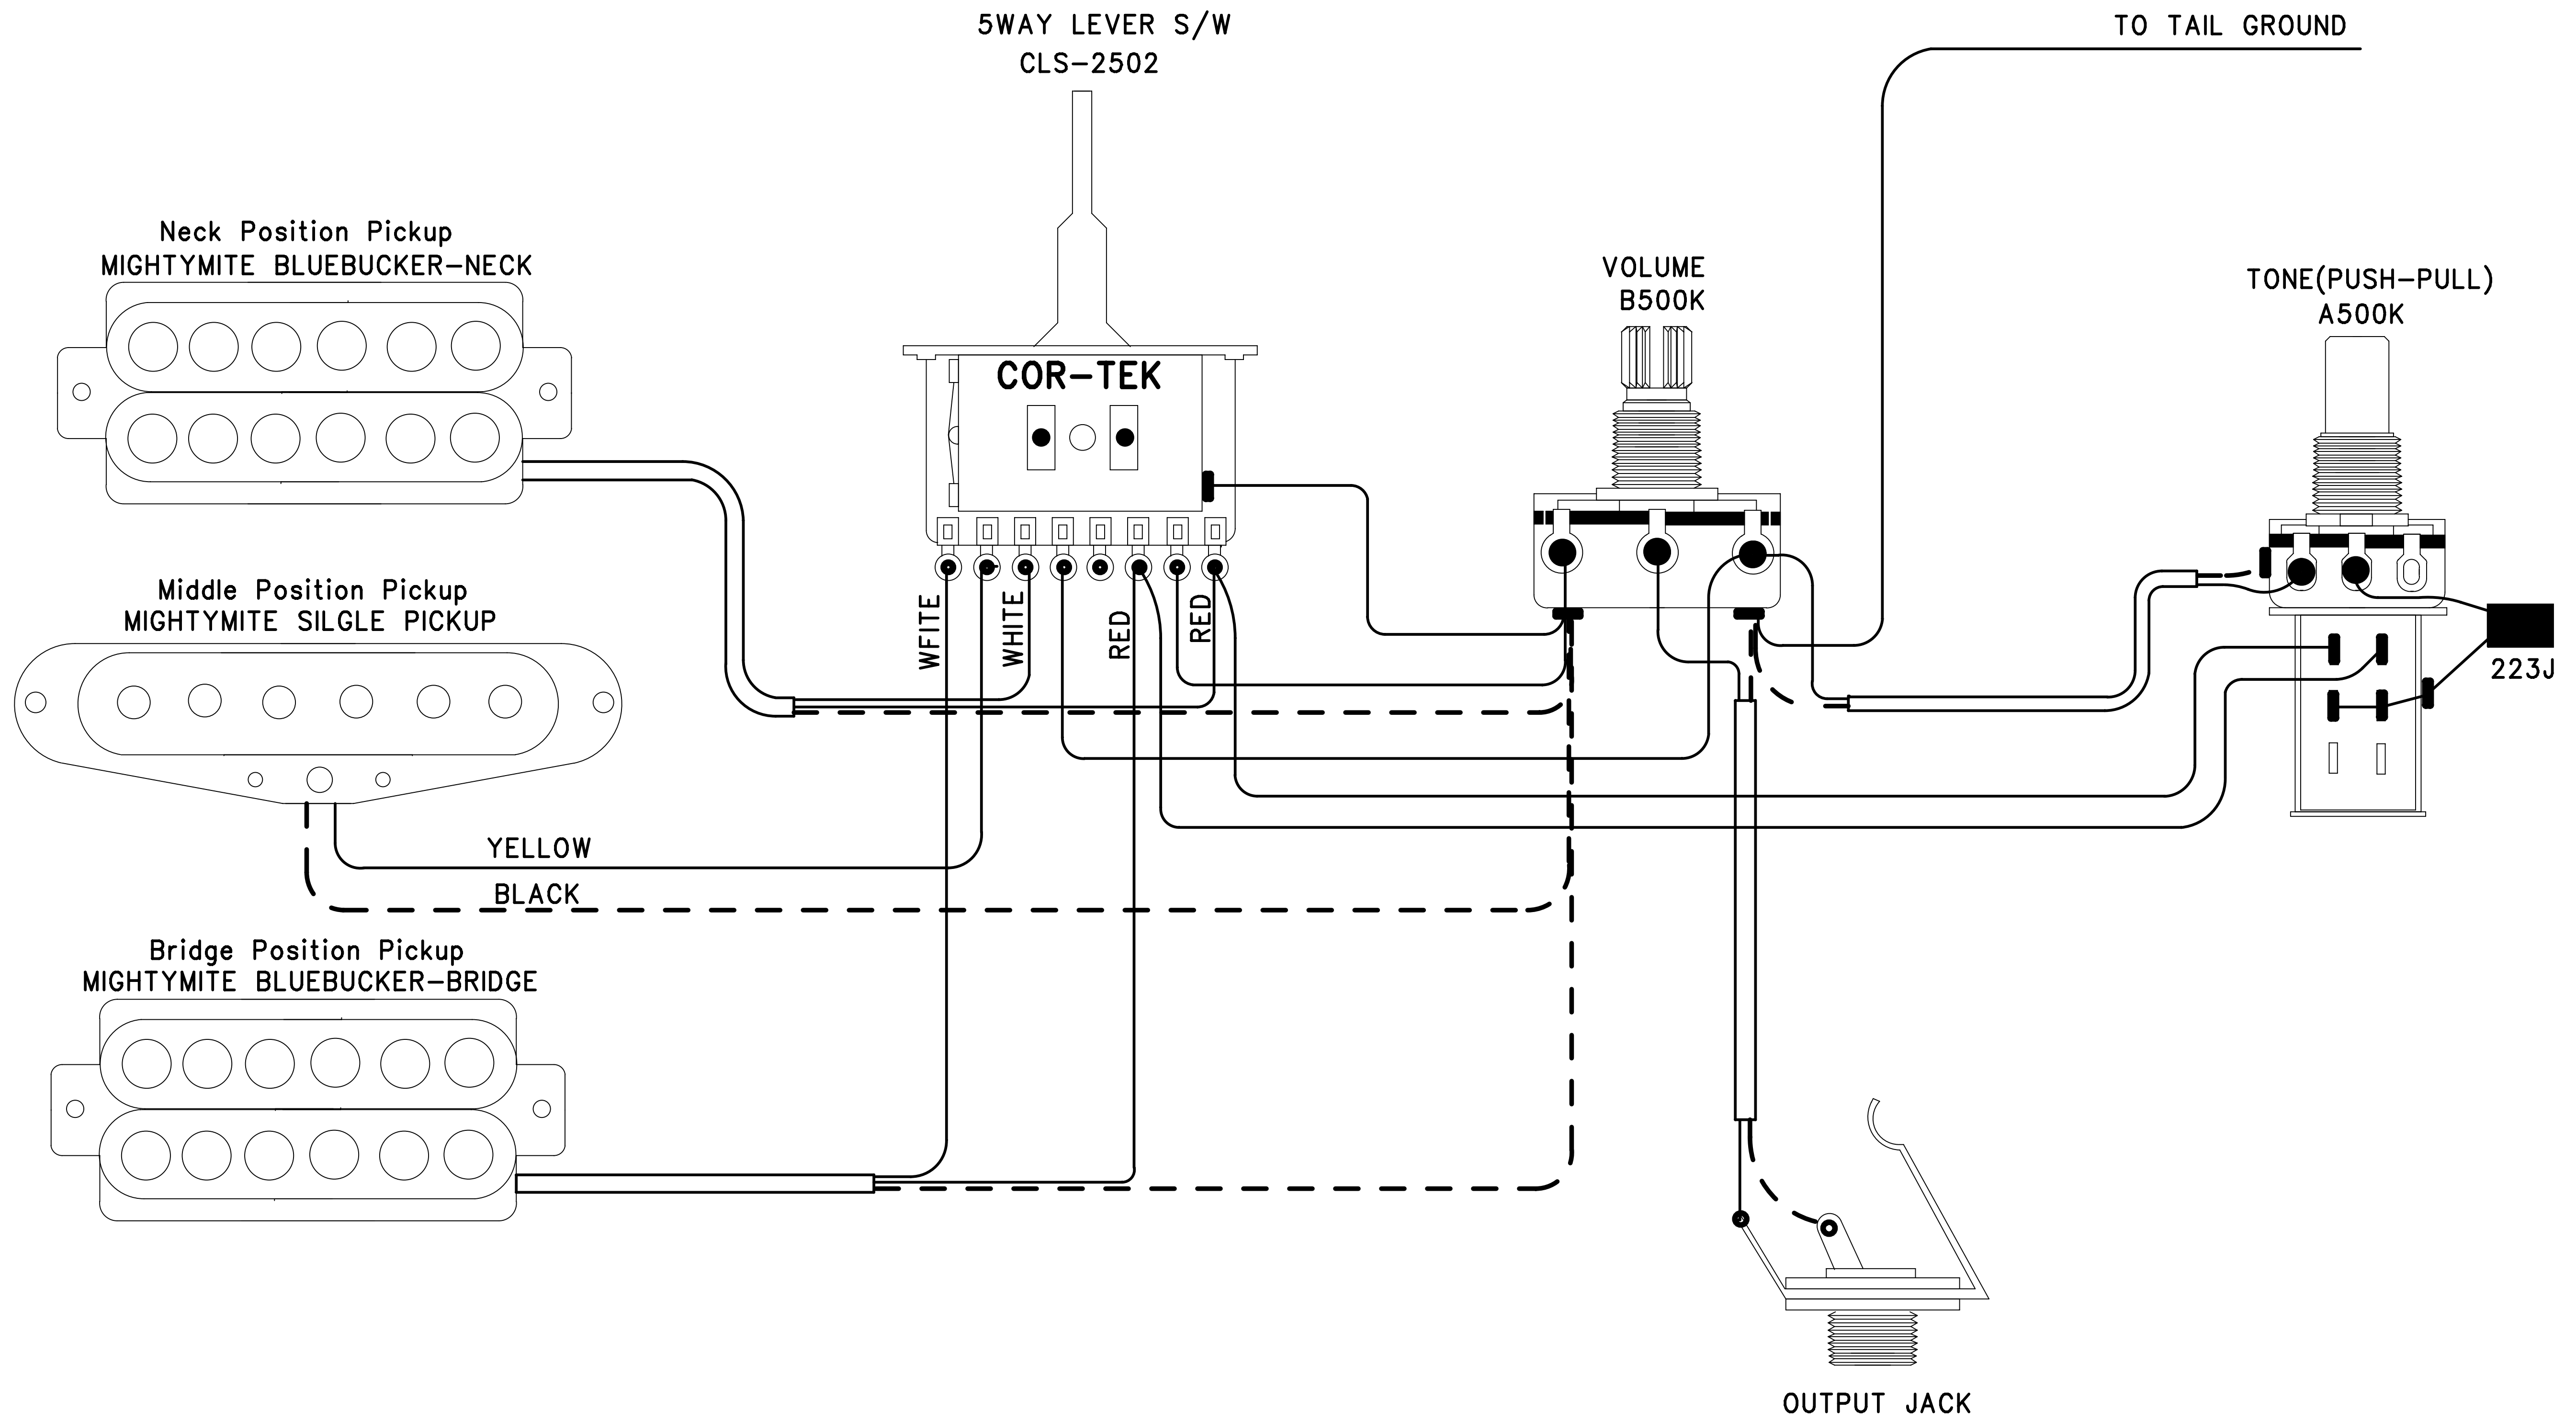 5WAY LEVER S/W
CLS-2502
TO TAIL GROUND
Neck Position Pickup
MIGHTYMITE BLUEBUCKER-NECK
VOLUME
B500K
TONE(PUSH-PULL)
A500K
COR-TEK
Middle Position Pickup
MIGHTYMITE SILGLE PICKUP
WFITE
WHITE
RED
RED
223J
YELLOW
BLACK
Bridge Position Pickup
MIGHTYMITE BLUEBUCKER-BRIDGE
OUTPUT JACK